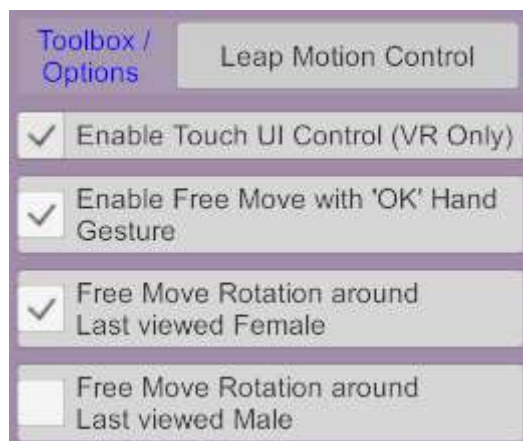 Toolbox /
Options
Leap Motion Control
Enable Touch UI Control (VR Only)
Enable Free Move with 'OK' Hand
Gesture
Free Move Rotation around
Last viewed Female
Free Move Rotation around
Last viewed Male